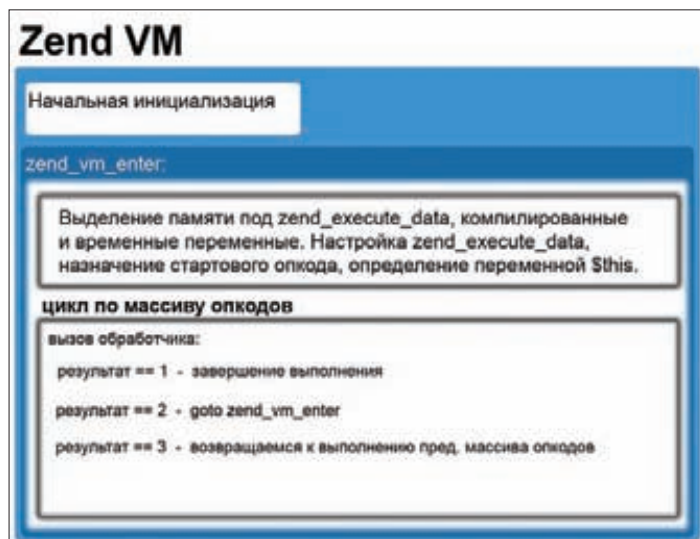 Zend VM
Начальная инициализация
zend_vm_enter:
Выделение памяти под zend_execute_data, компилированные
и временные переменные. Настройка zend_execute_data,
назначение стартового опкода, определение переменной $this.
цикл по массиву опкодов
вызов обработчика:
результат == 1 - завершение выполнения
результат == 2 - goto zend_vm_enter
результат == 3 - возвращаемся к выполнению пред. массива опкодов